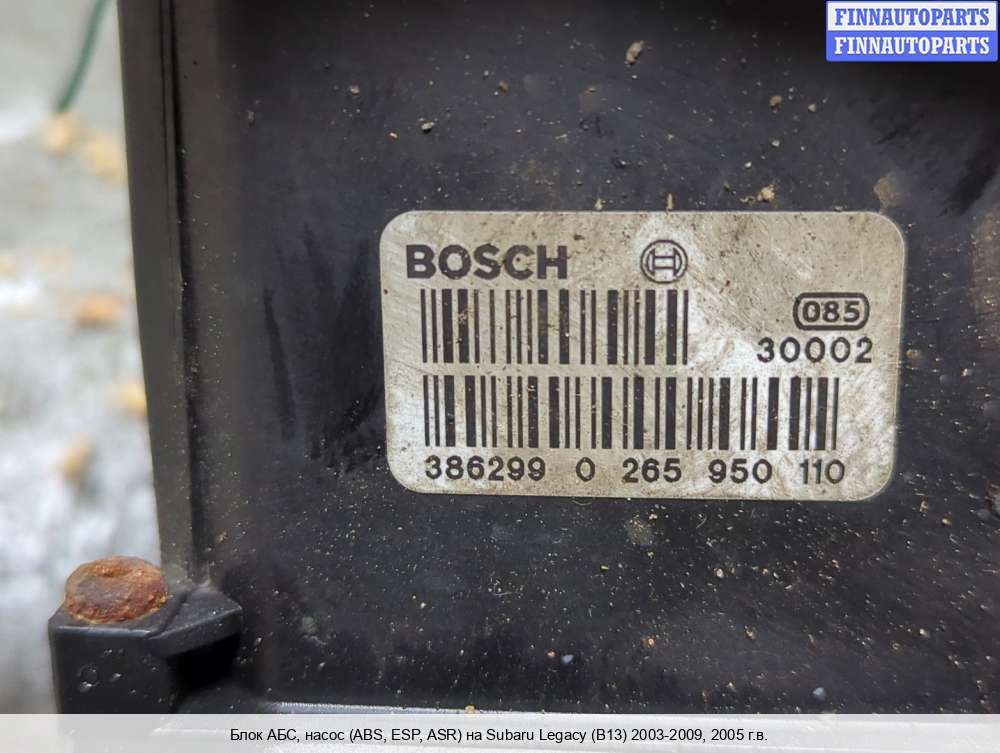 FINNAUTOPARTS
FINNAUTOPARTS
BOSCH
085
30002
386299 0 265 950 110
Блок АБС, насос (ABS, ESP, ASR) на Subaru Legacy (B13) 2003-2009, 2005 г.в.